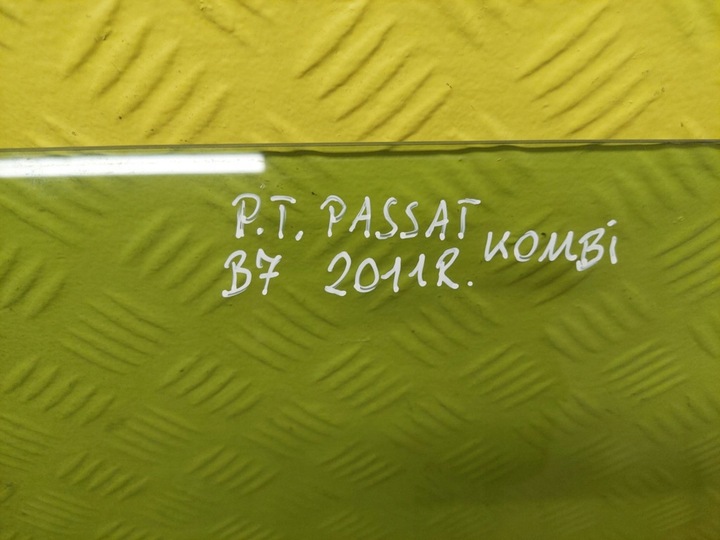 P.T. PASSAT KOMBi
B7 2011R.